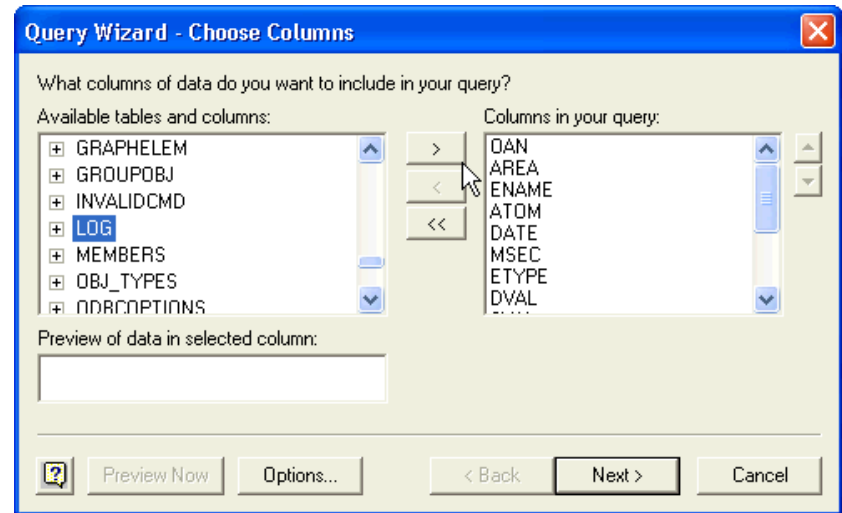 Query Wizard - Choose Columns
What columns of data do you want to include in your query?
Available tables and columns:
GRAPHELEM
GROUPOBJ
INVALIDCMD
LOG
MEMBERS
OBJ_TYPES
ODBCOPTIONS
>
<
<<
Columns in your query:
OAN
AREA
ENAME
ATOM
DATE
MSEC
ETYPE
DVAL
Preview of data in selected column:
Preview Now
Options...
< Back
Next >
Cancel